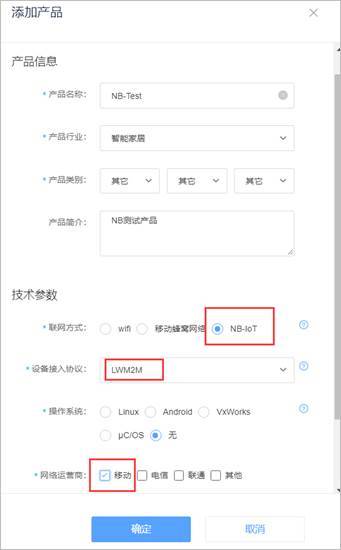 添加产品
产品信息
* 产品名称: NB-Test
* 产品行业: 智能家居
* 产品类别: 其它 其它 其它
产品简介: NB测试产品
技术参数
* 联网方式: wifi 移动蜂窝网络 NB-IoT
* 设备接入协议: LWM2M
* 操作系统: Linux Android VxWorks
μC/OS 无
* 网络运营商: 移动 电信 联通 其他
确定 取消